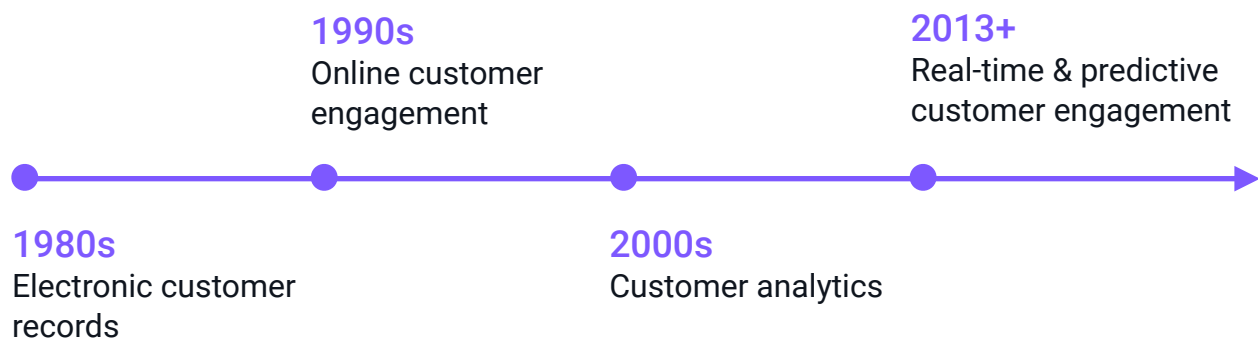 1980s
Electronic customer
records
1990s
Online customer
engagement
2000s
Customer analytics
2013+
Real-time & predictive
customer engagement